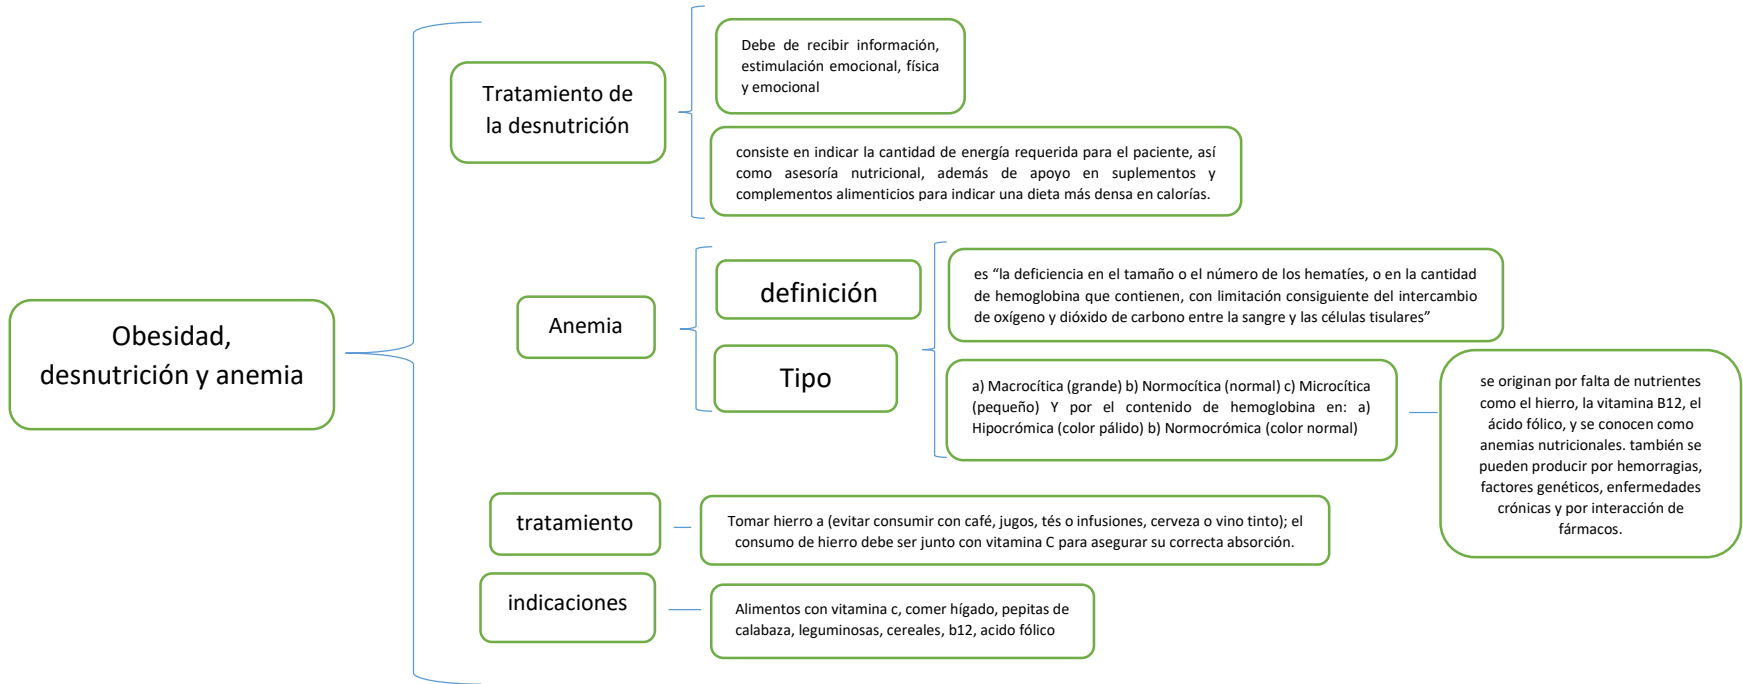 Obesidad,
desnutrición y anemia
Tratamiento de
la desnutrición
Debe de recibir información,
estimulación emocional, física
y emocional
consiste en indicar la cantidad de energía requerida para el paciente, así
como asesoría nutricional, además de apoyo en suplementos y
complementos alimenticios para indicar una dieta más densa en calorías.
Anemia
definición
es “la deficiencia en el tamaño o el número de los hematíes, o en la cantidad
de hemoglobina que contienen, con limitación consiguiente del intercambio
de oxígeno y dióxido de carbono entre la sangre y las células tisulares”
Tipo
a) Macrocítica (grande) b) Normocítica (normal) c) Microcítica
(pequeño) Y por el contenido de hemoglobina en: a)
Hipocrómica (color pálido) b) Normocrómica (color normal)
se originan por falta de nutrientes
como el hierro, la vitamina B12, el
ácido fólico, y se conocen como
anemias nutricionales. también se
pueden producir por hemorragias,
factores genéticos, enfermedades
crónicas y por interacción de
fármacos.
tratamiento
Tomar hierro a (evitar consumir con café, jugos, tés o infusiones, cerveza o vino tinto); el
consumo de hierro debe ser junto con vitamina C para asegurar su correcta absorción.
indicaciones
Alimentos con vitamina c, comer hígado, pepitas de
calabaza, leguminosas, cereales, b12, acido fólico